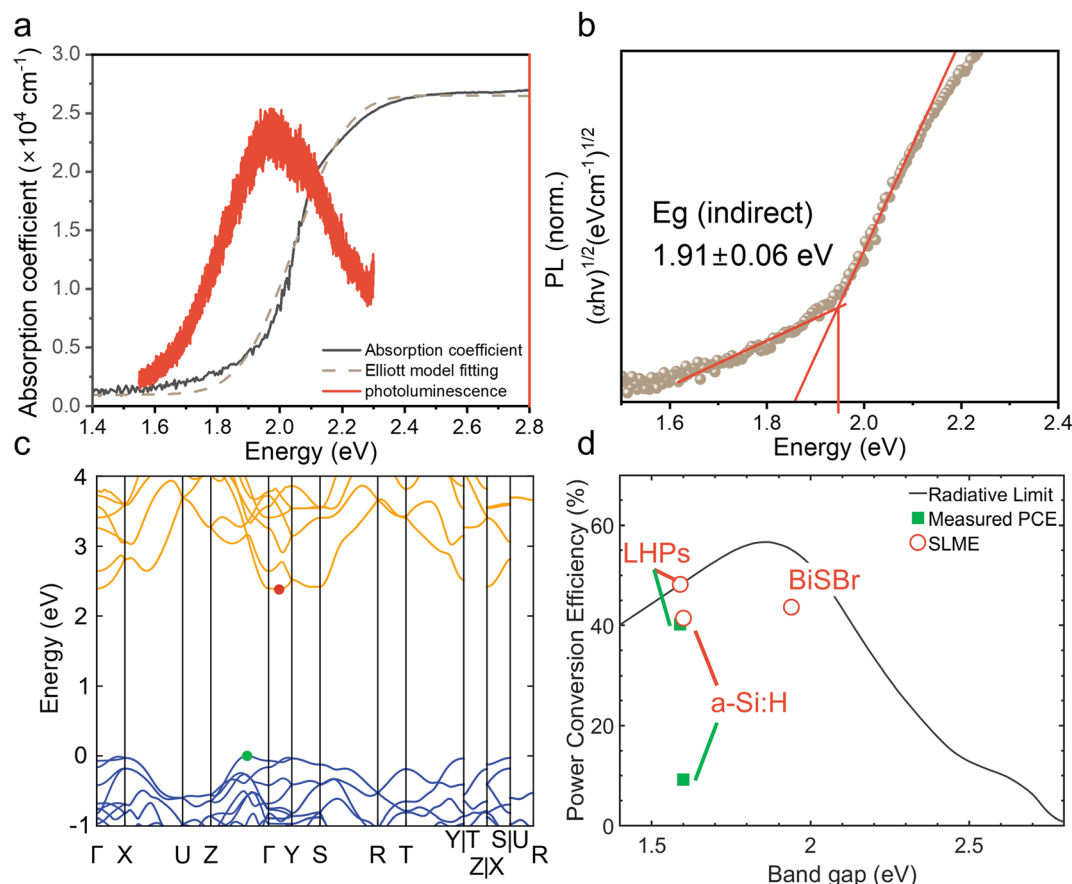 a
Absorption coefficient (×10⁴ cm⁻¹)
3.0
2.5
2.0
1.5
1.0
0.5
0.0
Absorption coefficient
Elliott model fitting
photoluminescence
1.4 1.6 1.8 2.0 2.2 2.4 2.6 2.8
Energy (eV)
b
PL (norm.)
(αhν)¹ᐟ²(eVcm⁻¹)¹ᐟ²
Eg (indirect)
1.91±0.06 eV
1.6 1.8 2.0 2.2 2.4
Energy (eV)
c
Energy (eV)
4
3
2
1
0
-1
Γ X U Z Γ Y S R T Y|T Z|X S|U R
d
Power Conversion Efficiency (%)
60
40
20
0
Radiative Limit
Measured PCE
SLME
LHPs
BiSBr
a-Si:H
1.5 2 2.5
Band gap (eV)